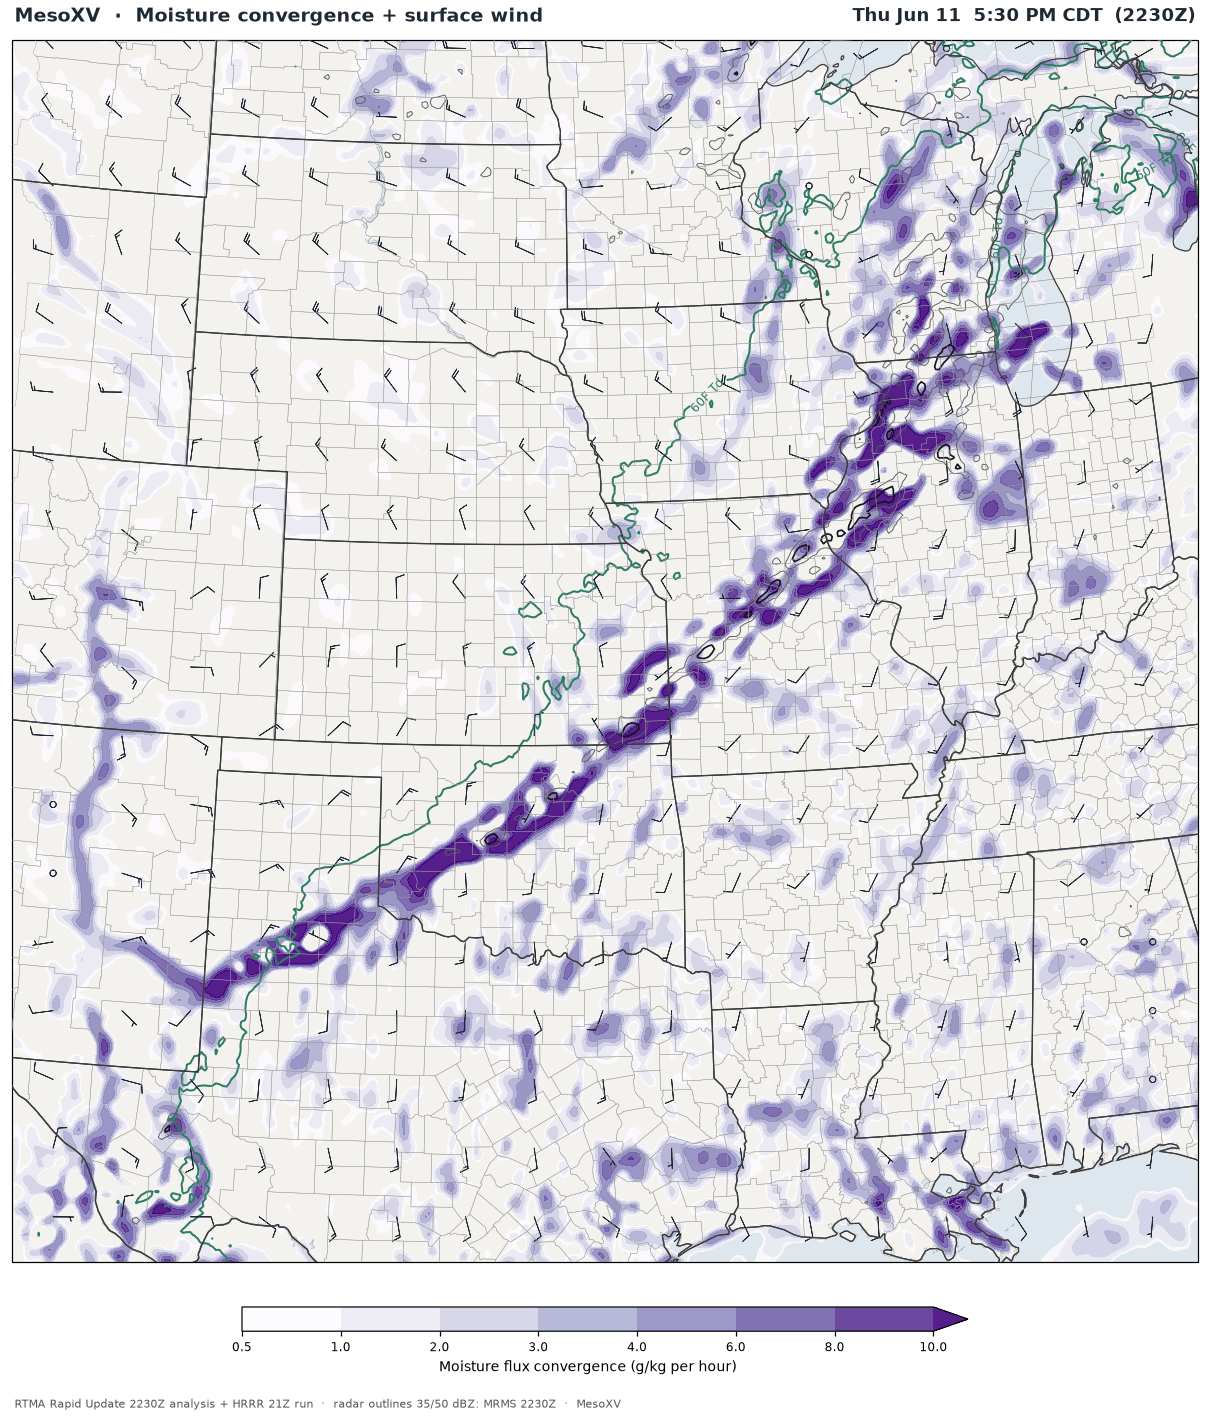 MesoXV · Moisture convergence + surface wind
Thu Jun 11 5:30 PM CDT (2230Z)
60F Td
0.5 1.0 2.0 3.0 4.0 6.0 8.0 10.0
Moisture flux convergence (g/kg per hour)
RTMA Rapid Update 2230Z analysis + HRRR 21Z run · radar outlines 35/50 dBZ: MRMS 2230Z · MesoXV